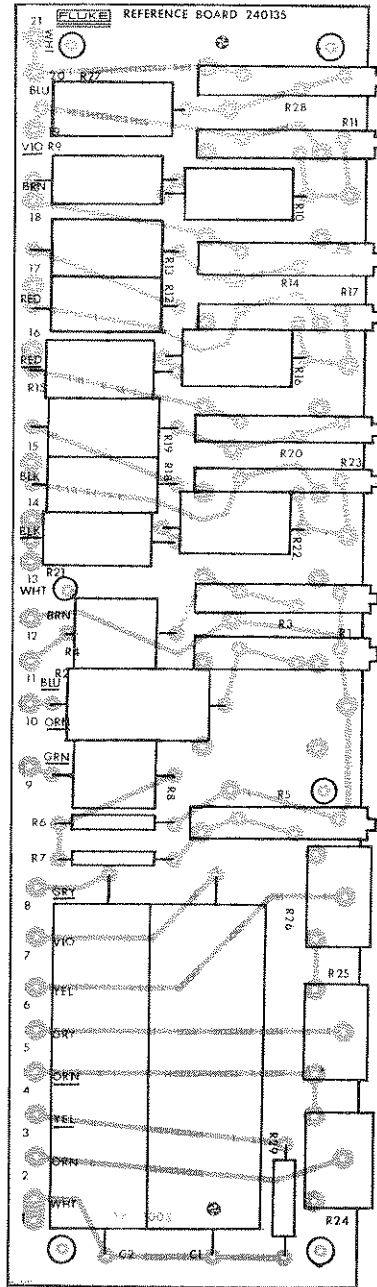 FLUKE REFERENCE BOARD 240135
21
WHT
20 R27
BLU
R28
19
R11
VIO R9
BRN
R10
18
R13
17
R14
RED
R12
R17
16
RED
R16
R15
15
R19
R20
R23
R18
BLK
14
BLK
R22
13
R21
WHT
BRN
12
R3
R1
R4
11
R2
BLU
10
ORN
GRN
9
R8
R5
R6
R7
GRY
8
R26
VIO
7
R25
YEL
6
GRY
5
ORN
4
YEL
3
R29
ORN
2
WHT
1
R24
C2
C1